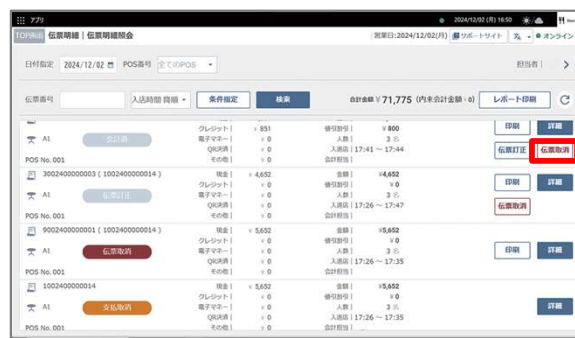 アプリ 2024/12/02 (月) 16:50
TOP画面 伝票明細 | 伝票明細照会 営業日:2024/12/02(月) サポートサイト オンライン
日付指定 2024/12/02 POS番号 全てのPOS 担当者 |
伝票番号 入店時間 降順 条件指定 検索 合計金額 ¥ 71,775 (内未会計金額: 0) レポート印刷
クレジット | ¥ 851 値引割引 | ¥ 800 印刷 詳細
A1 会計済 電子マネー | ¥ 0 人数 | 3 名
QR決済 | ¥ 0 入退店 | 17:41 ～ 17:44 伝票訂正 伝票取消
POS No. 001 その他 | ¥ 0 会計担当 |
3002400000003 ( 1002400000014 ) 現金 | ¥ 4,652 金額 | ¥4,652
クレジット | ¥ 0 値引割引 | ¥ 0 印刷 詳細
A1 伝票訂正 電子マネー | ¥ 0 人数 | 3 名
QR決済 | ¥ 0 入退店 | 17:26 ～ 17:47 伝票取消
POS No. 001 その他 | ¥ 0 会計担当 |
9002400000014 ( 1002400000014 ) 現金 | ¥ 5,652 金額 | ¥5,652
クレジット | ¥ 0 値引割引 | ¥ 0
A1 伝票取消 電子マネー | ¥ 0 人数 | 3 名 印刷 詳細
QR決済 | ¥ 0 入退店 | 17:26 ～ 17:35
POS No. 001 その他 | ¥ 0 会計担当 |
1002400000014 現金 | ¥ 5,652 金額 | ¥5,652
クレジット | ¥ 0 値引割引 | ¥ 0
A1 支払取消 電子マネー | ¥ 0 人数 | 3 名 詳細
QR決済 | ¥ 0 入退店 | 17:26 ～ 17:35
POS No. 001 その他 | ¥ 0 会計担当 |